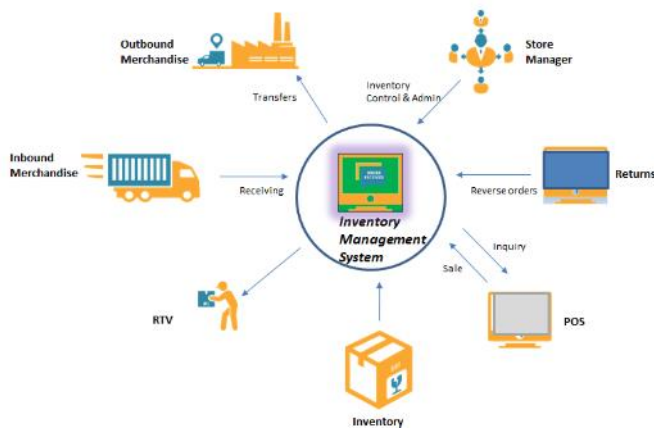 Outbound
Merchandise
Store
Manager
Transfers
Inventory
Control & Admin
Inbound
Merchandise
Receiving
Inventory
Management
System
Reverse orders
Returns
Inquiry
Sale
RTV
POS
Inventory